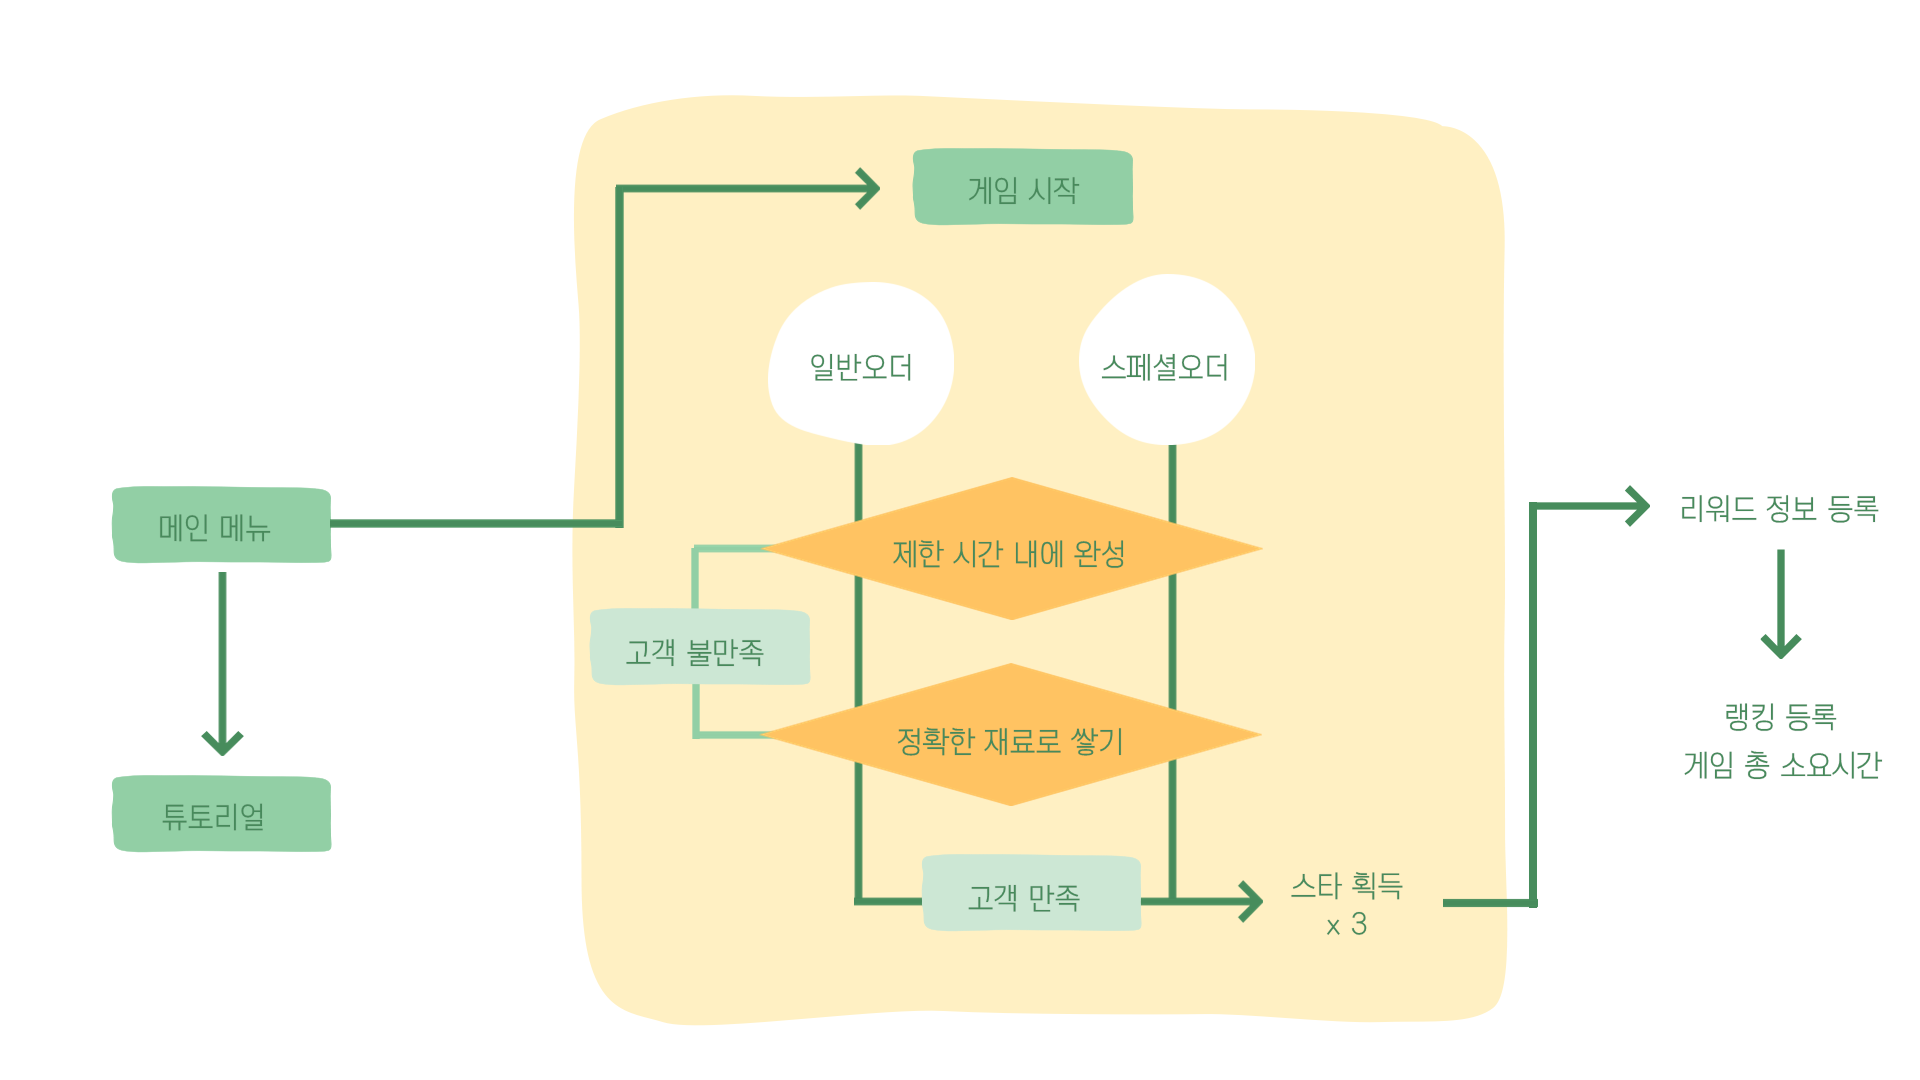 게임 시작
일반오더
스페셜오더
메인 메뉴
튜토리얼
제한 시간 내에 완성
고객 불만족
정확한 재료로 쌓기
고객 만족
스타 획득
x 3
리워드 정보 등록
랭킹 등록
게임 총 소요시간